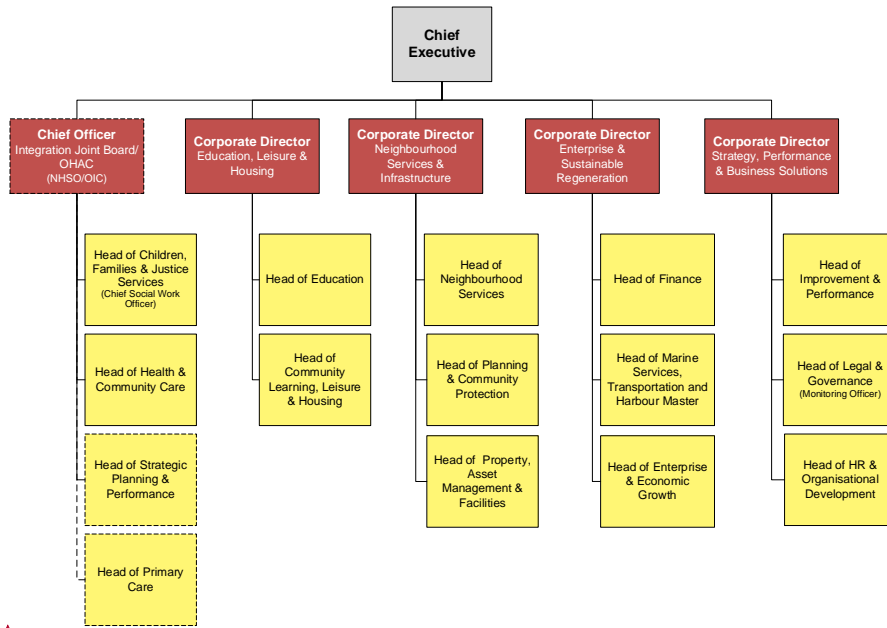 Chief
Executive
Chief Officer
Integration Joint Board/
OHAC
(NHSO/OIC)
Corporate Director
Education, Leisure &
Housing
Corporate Director
Neighbourhood
Services &
Infrastructure
Corporate Director
Enterprise &
Sustainable
Regeneration
Corporate Director
Strategy, Performance
& Business Solutions
Head of Children,
Families & Justice
Services
(Chief Social Work
Officer)
Head of Education
Head of
Neighbourhood
Services
Head of Finance
Head of
Improvement &
Performance
Head of Health &
Community Care
Head of
Community
Learning, Leisure
& Housing
Head of Planning
& Community
Protection
Head of Marine
Services,
Transportation and
Harbour Master
Head of Legal &
Governance
(Monitoring Officer)
Head of Strategic
Planning &
Performance
Head of Property,
Asset
Management &
Facilities
Head of Enterprise
& Economic
Growth
Head of HR &
Organisational
Development
Head of Primary
Care